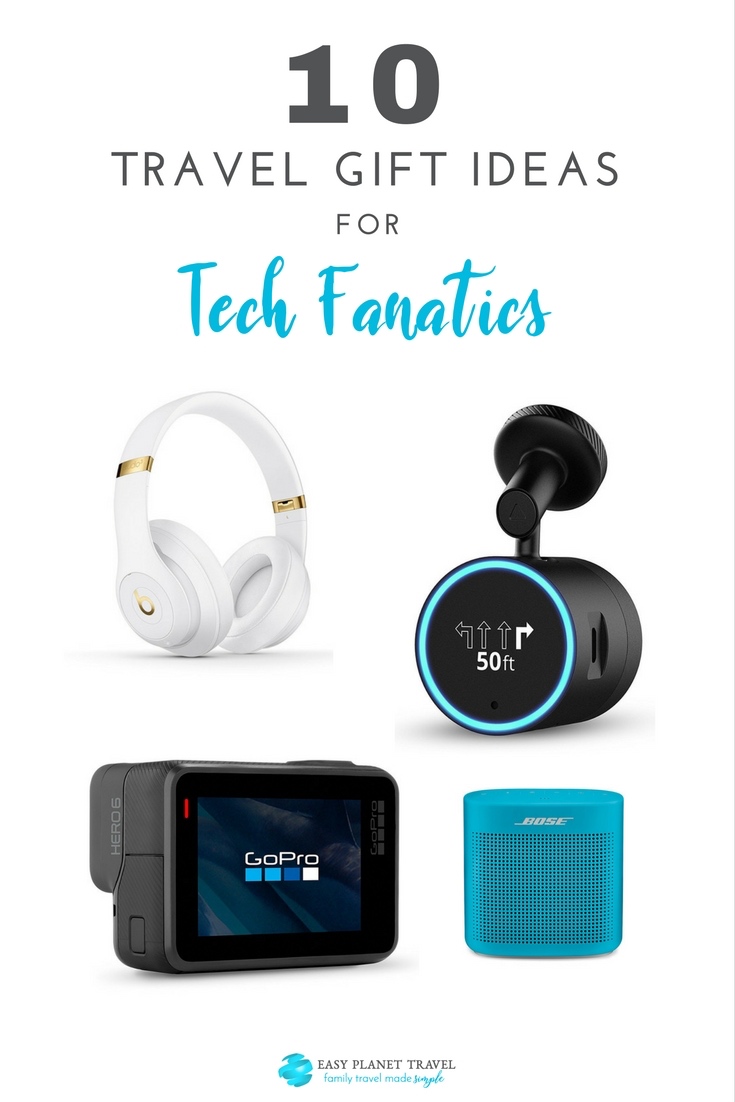 10
TRAVEL GIFT IDEAS
FOR
Tech Fanatics
b
50ft
HERO6
GoPro
GoPro
BOSE
EASY PLANET TRAVEL
family travel made simple